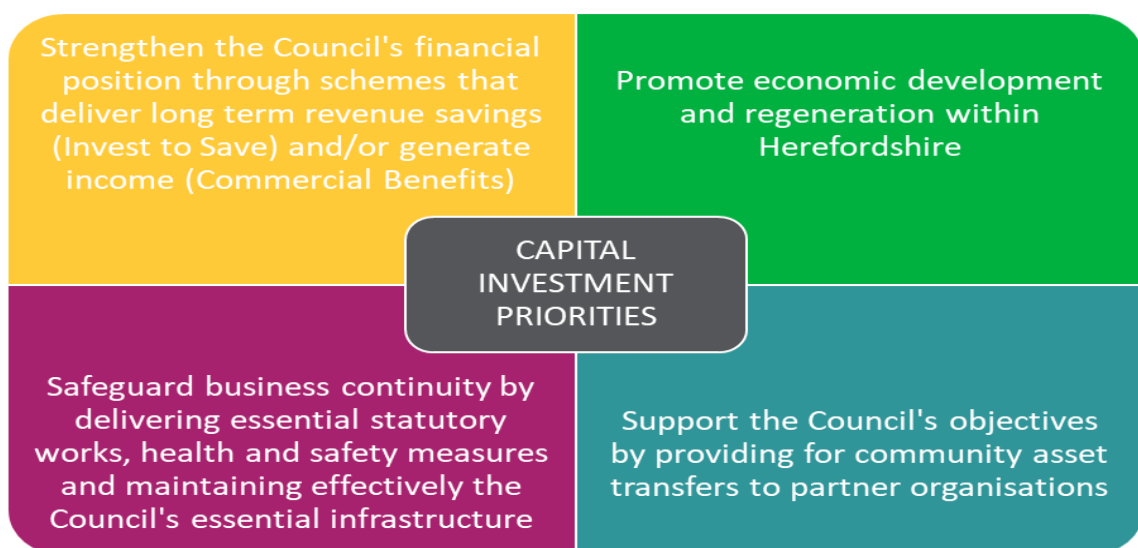 Strengthen the Council's financial
position through schemes that
deliver long term revenue savings
(Invest to Save) and/or generate
income (Commercial Benefits)
Promote economic development
and regeneration within
Herefordshire
CAPITAL
INVESTMENT
PRIORITIES
Safeguard business continuity by
delivering essential statutory
works, health and safety measures
and maintaining effectively the
Council's essential infrastructure
Support the Council's objectives
by providing for community asset
transfers to partner organisations